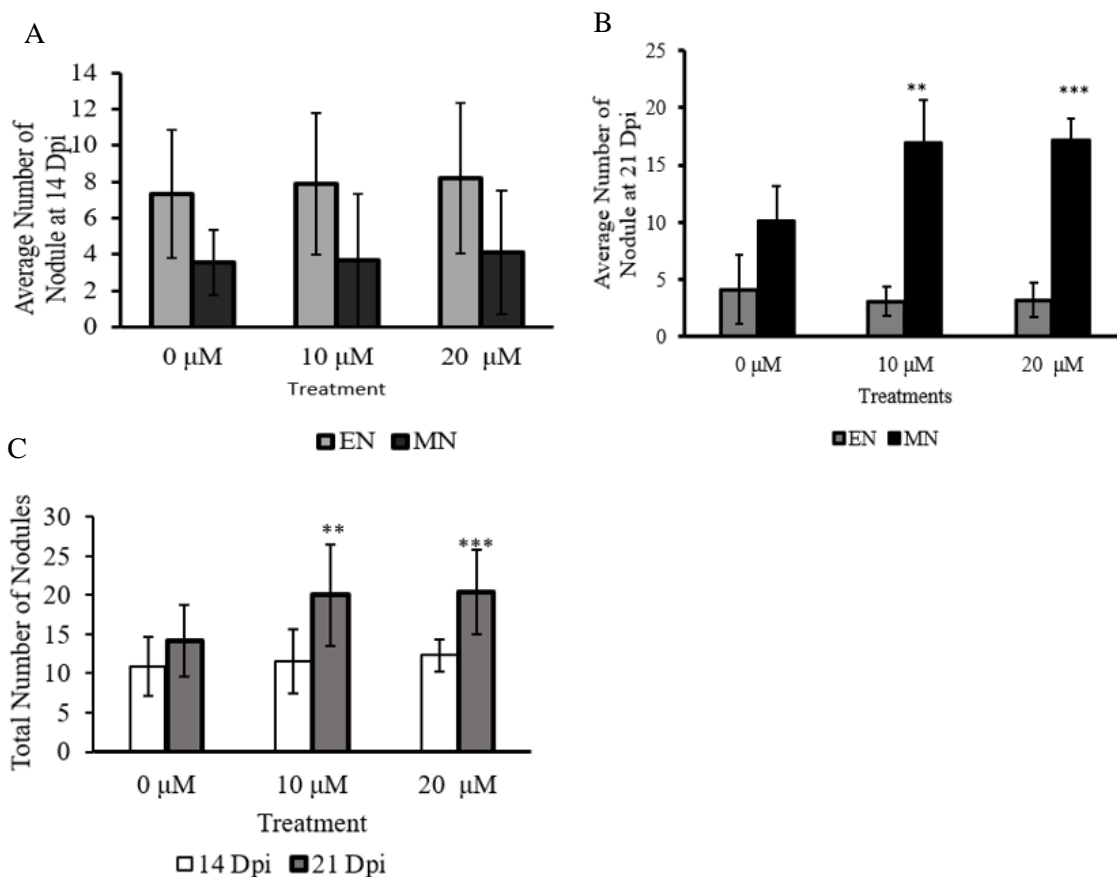 A
Average Number of
Nodule at 14 Dpi
14
12
10
8
6
4
2
0
0 μM
10 μM
20 μM
Treatment
EN
MN
B
Average Number of
Nodule at 21 Dpi
25
20
15
10
5
0
**
***
0 μM
10 μM
20 μM
Treatments
EN
MN
C
Total Number of Nodules
30
25
20
15
10
5
0
**
***
0 μM
10 μM
20 μM
Treatment
14 Dpi
21 Dpi